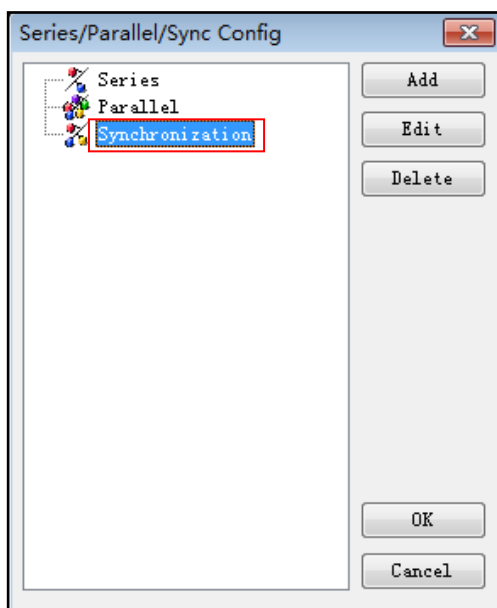 Series/Parallel/Sync Config
Series
Parallel
Synchronization
Add
Edit
Delete
OK
Cancel